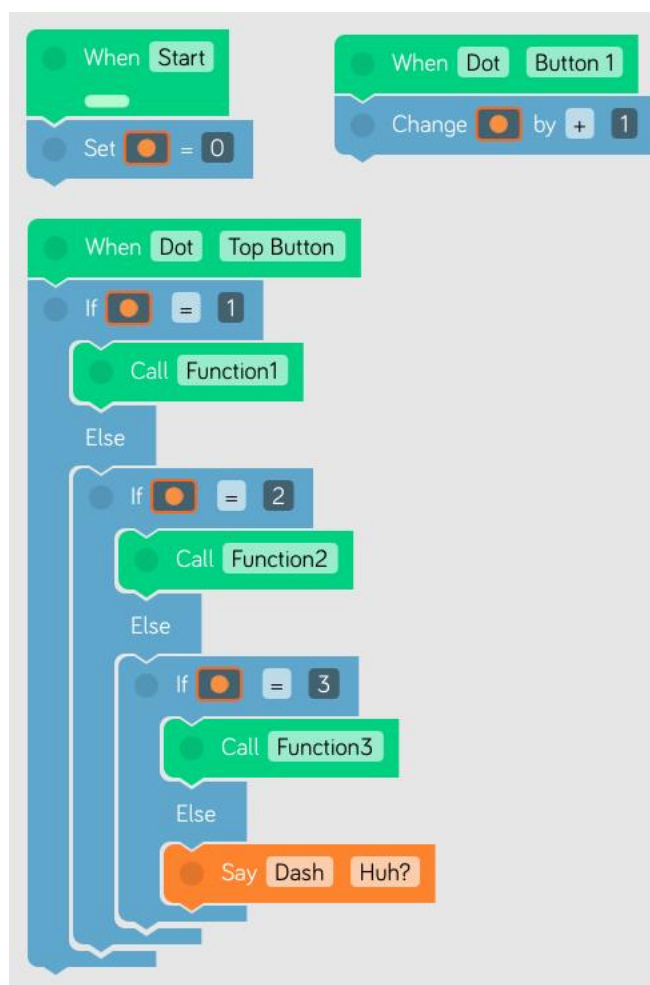 When Start
Set = 0
When Dot Button 1
Change by + 1
When Dot Top Button
If = 1
Call Function1
Else
If = 2
Call Function2
Else
If = 3
Call Function3
Else
Say Dash Huh?